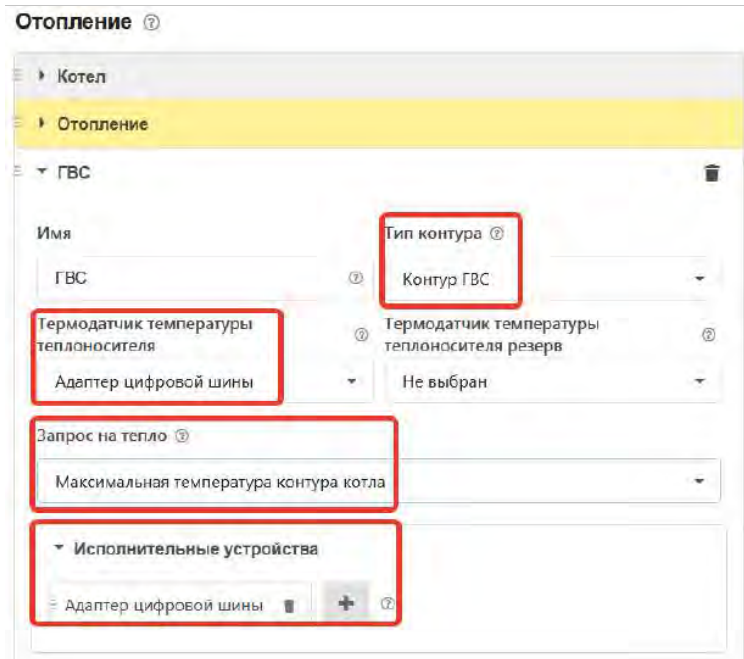 Отопление
Котел
Отопление
ГВС
Имя
Тип контура
ГВС
Контур ГВС
Термодатчик температуры
теплоносителя
Термодатчик температуры
теплоносителя резерв
Адаптер цифровой шины
Не выбран
Запрос на тепло
Максимальная температура контура котла
Исполнительные устройства
Адаптер цифровой шины